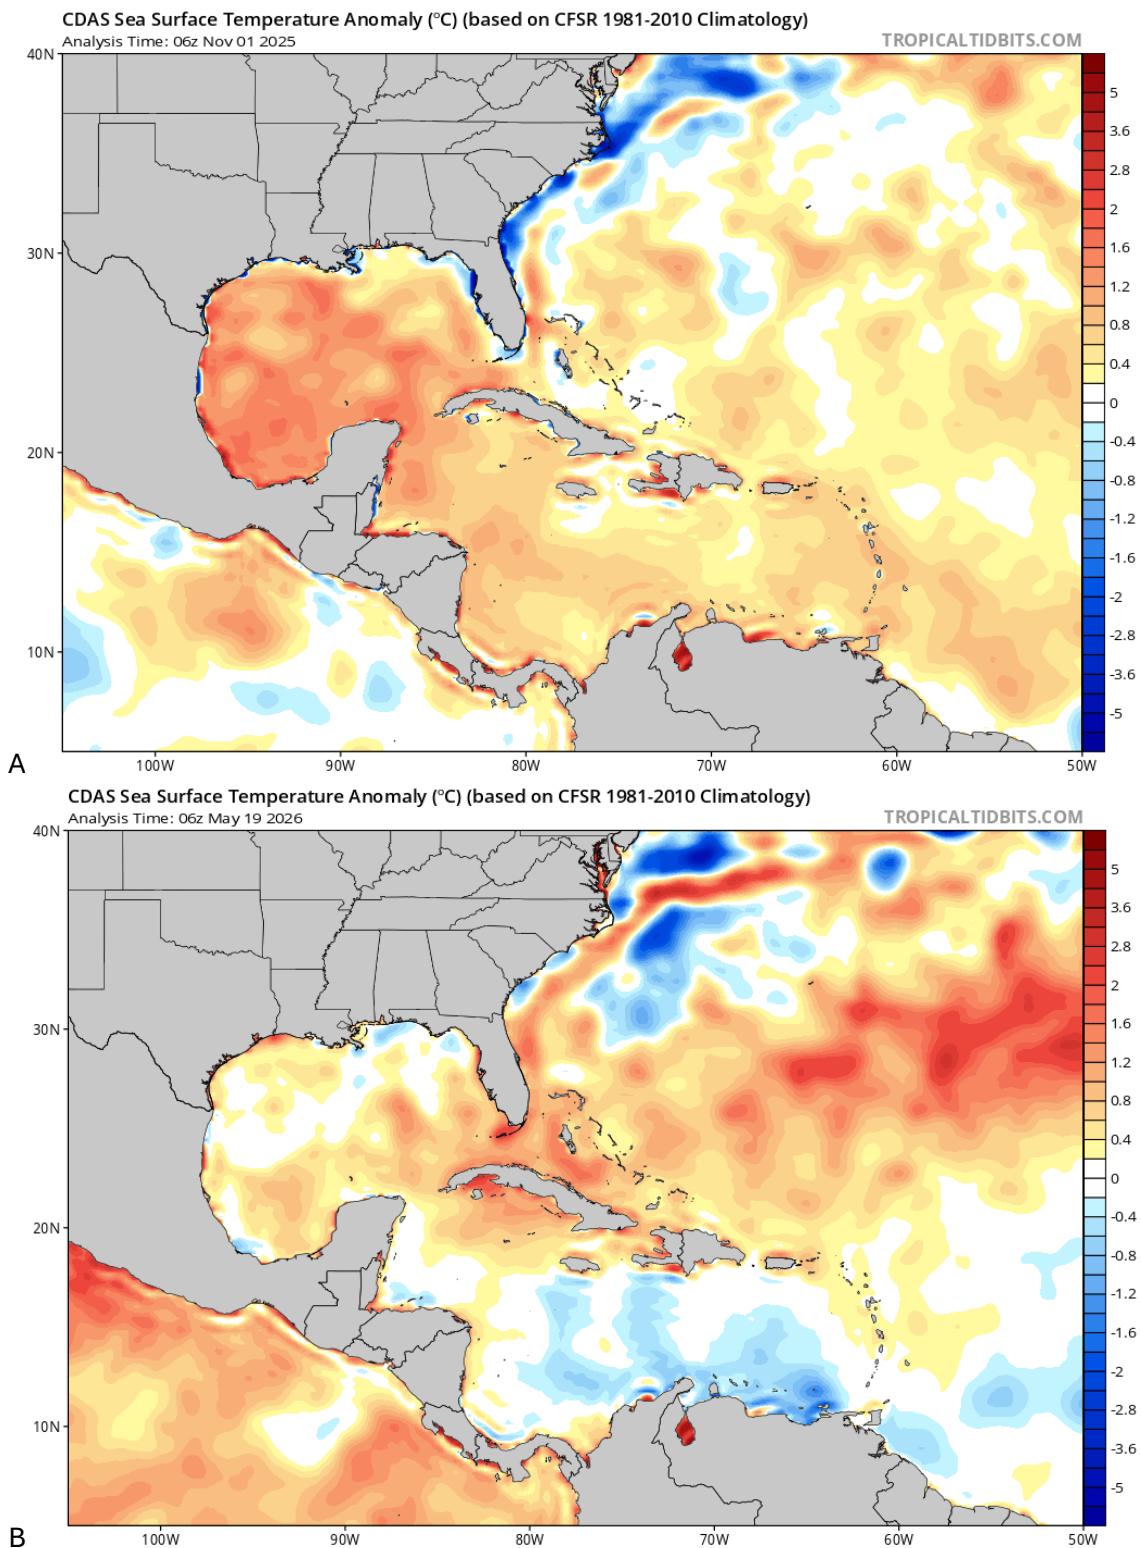 CDAS Sea Surface Temperature Anomaly (°C) (based on CFSR 1981-2010 Climatology)
Analysis Time: 06z Nov 01 2025
TROPICALTIDBITS.COM
40N
30N
20N
10N
100W
90W
80W
70W
60W
50W
5
3.6
2.8
2
1.6
1.2
0.8
0.4
0
-0.4
-0.8
-1.2
-1.6
-2
-2.8
-3.6
-5
A
CDAS Sea Surface Temperature Anomaly (°C) (based on CFSR 1981-2010 Climatology)
Analysis Time: 06z May 19 2026
TROPICALTIDBITS.COM
40N
30N
20N
10N
100W
90W
80W
70W
60W
50W
5
3.6
2.8
2
1.6
1.2
0.8
0.4
0
-0.4
-0.8
-1.2
-1.6
-2
-2.8
-3.6
-5
B